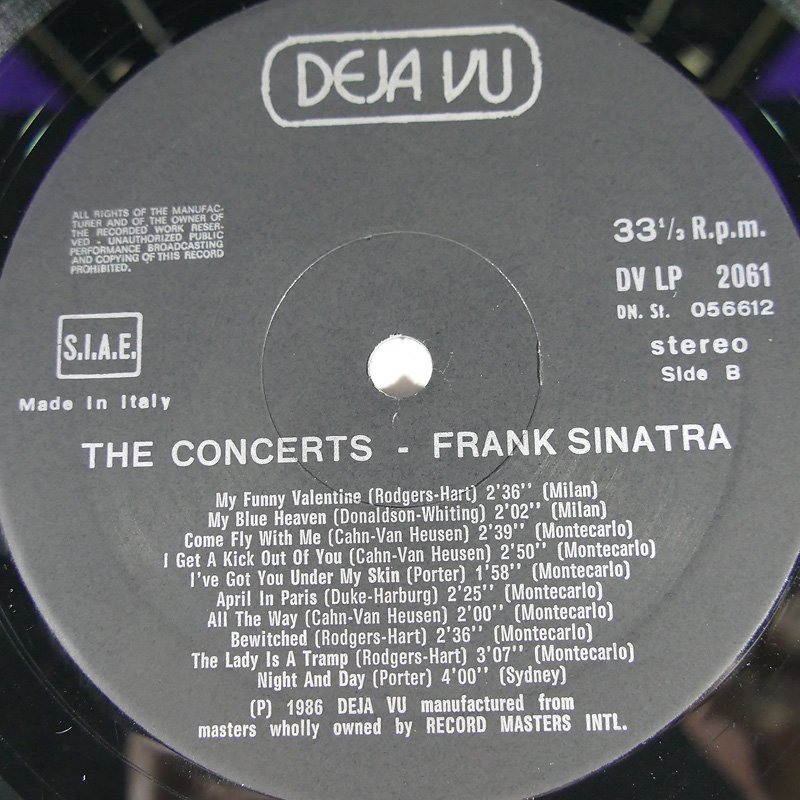 DEJA VU
ALL RIGHTS OF THE MANUFAC-
TURER AND OF THE OWNER OF
THE RECORDED WORK RESER-
VED - UNAUTHORIZED PUBLIC
PERFORMANCE BROADCASTING
AND COPYING OF THIS RECORD
PROHIBITED.
33 1/3 R.p.m.
DV LP 2061
DN. St. 056612
stereo
Side B
S.I.A.E.
Made In Italy
THE CONCERTS - FRANK SINATRA
My Funny Valentine (Rodgers-Hart) 2'36'' (Milan)
My Blue Heaven (Donaldson-Whiting) 2'02'' (Milan)
Come Fly With Me (Cahn-Van Heusen) 2'39'' (Montecarlo)
I Get A Kick Out Of You (Cahn-Van Heusen) 2'50'' (Montecarlo)
I've Got You Under My Skin (Porter) 1'58'' (Montecarlo)
April In Paris (Duke-Harburg) 2'25'' (Montecarlo)
All The Way (Cahn-Van Heusen) 2'00'' (Montecarlo)
Bewitched (Rodgers-Hart) 2'36'' (Montecarlo)
The Lady Is A Tramp (Rodgers-Hart) 3'07'' (Montecarlo)
Night And Day (Porter) 4'00'' (Sydney)
(P) 1986 DEJA VU manufactured from
masters wholly owned by RECORD MASTERS INTL.